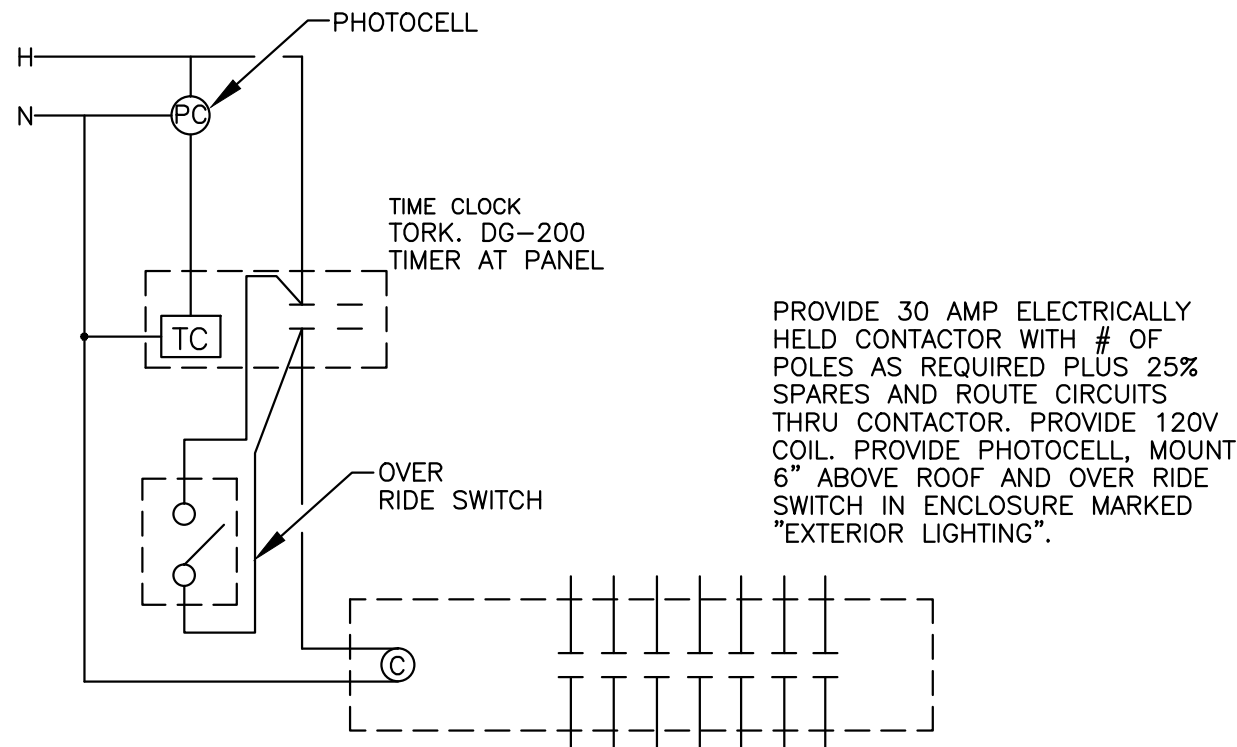 PHOTOCELL
H
N
PC
TIME CLOCK
TORK. DG-200
TIMER AT PANEL
TC
PROVIDE 30 AMP ELECTRICALLY
HELD CONTACTOR WITH # OF
POLES AS REQUIRED PLUS 25%
SPARES AND ROUTE CIRCUITS
THRU CONTACTOR. PROVIDE 120V
COIL. PROVIDE PHOTOCELL, MOUNT
6" ABOVE ROOF AND OVER RIDE
SWITCH IN ENCLOSURE MARKED
"EXTERIOR LIGHTING".
OVER
RIDE SWITCH
C